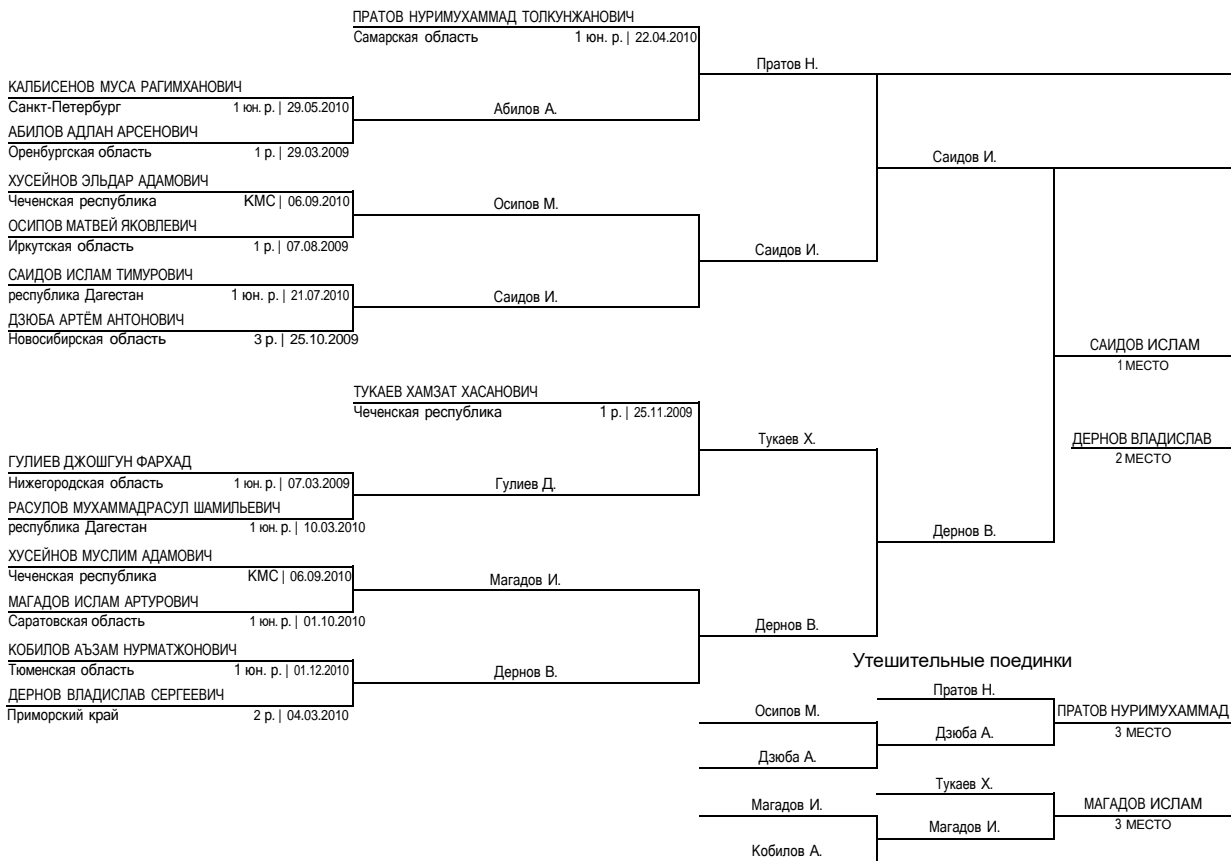 ПРАТОВ НУРИМУХАММАД ТОЛКУНЖАНОВИЧ
Самарская область 1 юн. р. | 22.04.2010
Пратов Н.
КАЛБИСЕНОВ МУСА РАГИМХАНОВИЧ
Санкт-Петербург 1 юн. р. | 29.05.2010
Абилов А.
АБИЛОВ АДЛАН АРСЕНОВИЧ
Оренбургская область 1 р. | 29.03.2009
Саидов И.
ХУСЕЙНОВ ЭЛЬДАР АДАМОВИЧ
Чеченская республика КМС | 06.09.2010
Осипов М.
ОСИПОВ МАТВЕЙ ЯКОВЛЕВИЧ
Иркутская область 1 р. | 07.08.2009
Саидов И.
САИДОВ ИСЛАМ ТИМУРОВИЧ
республика Дагестан 1 юн. р. | 21.07.2010
Саидов И.
ДЗЮБА АРТЁМ АНТОНОВИЧ
Новосибирская область 3 р. | 25.10.2009
САИДОВ ИСЛАМ
1 МЕСТО
ТУКАЕВ ХАМЗАТ ХАСАНОВИЧ
Чеченская республика 1 р. | 25.11.2009
Тукаев Х.
ДЕРНОВ ВЛАДИСЛАВ
2 МЕСТО
ГУЛИЕВ ДЖОШГУН ФАРХАД
Нижегородская область 1 юн. р. | 07.03.2009
Гулиев Д.
РАСУЛОВ МУХАММАДРАСУЛ ШАМИЛЬЕВИЧ
республика Дагестан 1 юн. р. | 10.03.2010
Дернов В.
ХУСЕЙНОВ МУСЛИМ АДАМОВИЧ
Чеченская республика КМС | 06.09.2010
Магадов И.
МАГАДОВ ИСЛАМ АРТУРОВИЧ
Саратовская область 1 юн. р. | 01.10.2010
Дернов В.
КОБИЛОВ АЪЗАМ НУРМАТЖОНОВИЧ
Тюменская область 1 юн. р. | 01.12.2010
Дернов В.
ДЕРНОВ ВЛАДИСЛАВ СЕРГЕЕВИЧ
Приморский край 2 р. | 04.03.2010
Утешительные поединки
Пратов Н.
Осипов М.
ПРАТОВ НУРИМУХАММАД
3 МЕСТО
Дзюба А.
Дзюба А.
Тукаев Х.
Магадов И.
МАГАДОВ ИСЛАМ
3 МЕСТО
Магадов И.
Кобилов А.